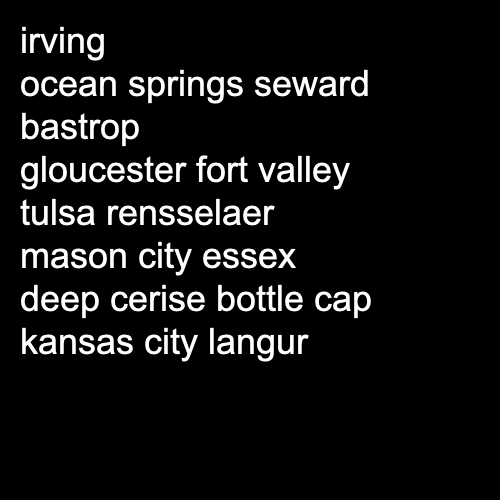 irving
ocean springs seward
bastrop
gloucester fort valley
tulsa rensselaer
mason city essex
deep cerise bottle cap
kansas city langur